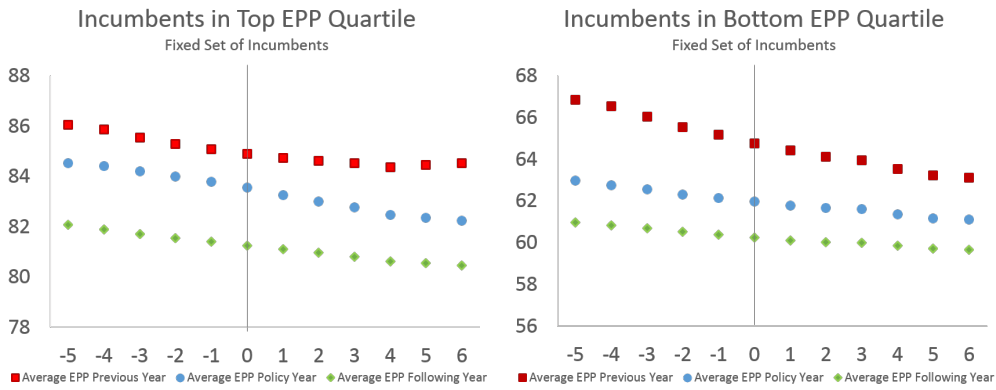 Incumbents in Top EPP Quartile
Fixed Set of Incumbents
88
86
84
82
80
78
-5 -4 -3 -2 -1 0 1 2 3 4 5 6
Average EPP Previous Year Average EPP Policy Year Average EPP Following Year
Incumbents in Bottom EPP Quartile
Fixed Set of Incumbents
68
66
64
62
60
58
56
-5 -4 -3 -2 -1 0 1 2 3 4 5 6
Average EPP Previous Year Average EPP Policy Year Average EPP Following Year